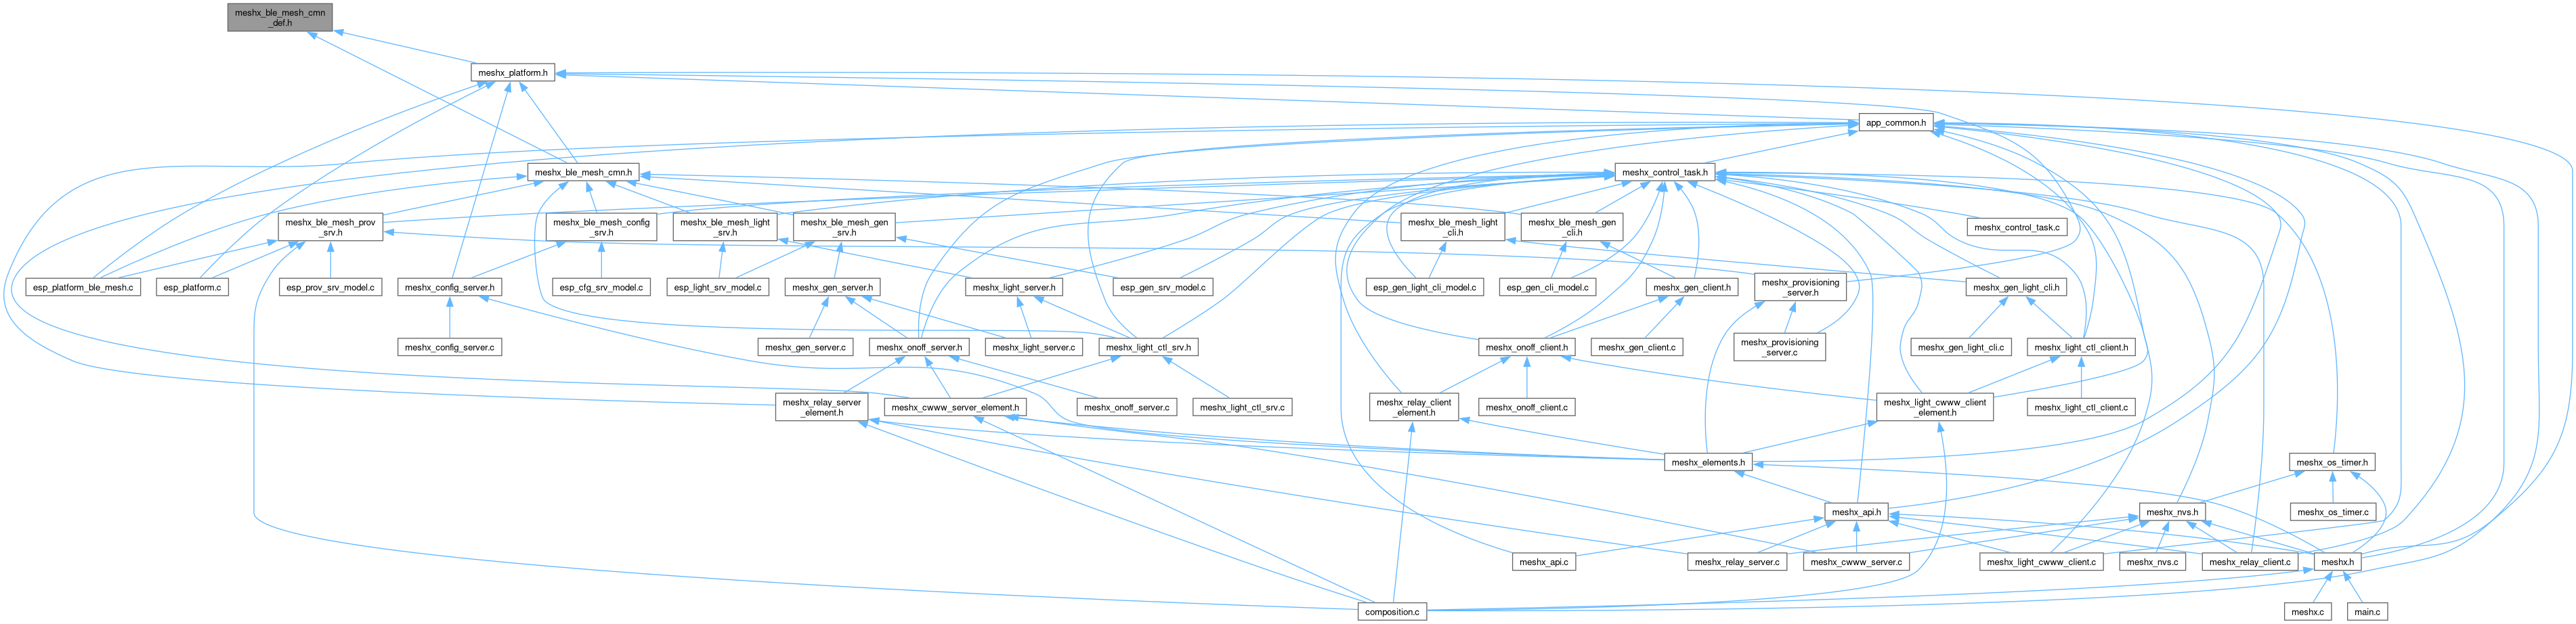 meshx_ble_mesh_cmn
_def.h
meshx_platform.h
app_common.h
meshx_ble_mesh_cmn.h
meshx_control_task.h
meshx_ble_mesh_prov
_srv.h
meshx_ble_mesh_config
_srv.h
meshx_ble_mesh_light
_srv.h
meshx_ble_mesh_gen
_srv.h
meshx_ble_mesh_light
_cli.h
meshx_ble_mesh_gen
_cli.h
meshx_control_task.c
esp_platform_ble_mesh.c
esp_platform.c
esp_prov_srv_model.c
meshx_config_server.h
esp_cfg_srv_model.c
esp_light_srv_model.c
meshx_gen_server.h
esp_gen_srv_model.c
meshx_light_server.h
esp_gen_light_cli_model.c
esp_gen_cli_model.c
meshx_gen_client.h
meshx_provisioning
_server.h
meshx_gen_light_cli.h
meshx_config_server.c
meshx_gen_server.c
meshx_onoff_server.h
meshx_light_server.c
meshx_light_ctl_srv.h
meshx_onoff_client.h
meshx_gen_client.c
meshx_provisioning
_server.c
meshx_gen_light_cli.c
meshx_light_ctl_client.h
meshx_relay_server
_element.h
meshx_cwww_server_element.h
meshx_onoff_server.c
meshx_light_ctl_srv.c
meshx_relay_client
_element.h
meshx_onoff_client.c
meshx_light_cwww_client
_element.h
meshx_light_ctl_client.c
meshx_elements.h
meshx_os_timer.h
meshx_api.h
meshx_nvs.h
meshx_os_timer.c
meshx_api.c
meshx_relay_server.c
meshx_cwww_server.c
meshx_light_cwww_client.c
meshx_nvs.c
meshx_relay_client.c
meshx.h
composition.c
meshx.c
main.c